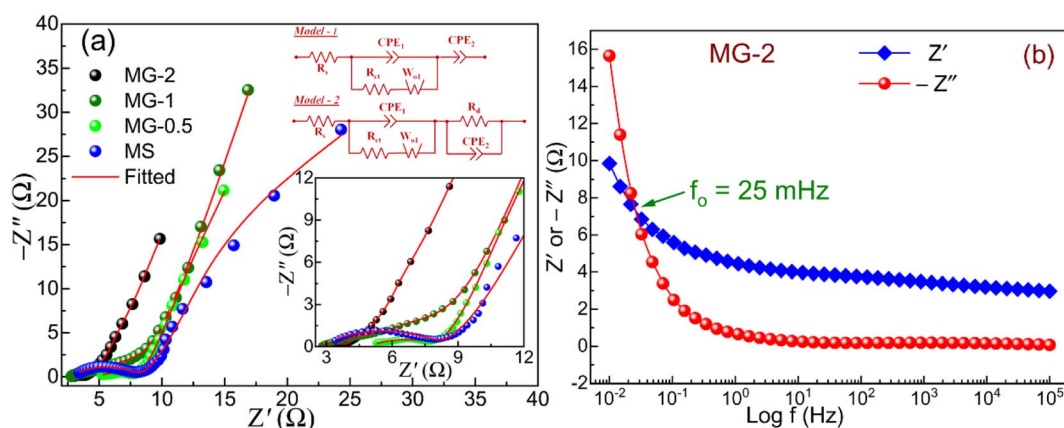 (a)
MG-2
MG-1
MG-0.5
MS
Fitted
Model - 1
CPE1
CPE2
Rs
Rct
Wo1
Model - 2
CPE1
Rd
Rs
Rct
Wo1
CPE2
−Z″ (Ω)
40
35
30
25
20
15
10
5
0
5 10 15 20 25 30 35 40
Z′ (Ω)
−Z″ (Ω)
12
9
6
3
0
3 6 9 12
Z′ (Ω)
MG-2
(b)
Z′
− Z″
fo = 25 mHz
Z′ or − Z″ (Ω)
16
14
12
10
8
6
4
2
0
-2
10-2 10-1 100 101 102 103 104 105
Log f (Hz)